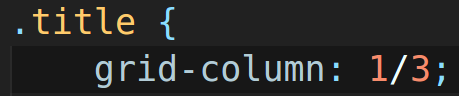 .title {
    grid-column: 1/3;